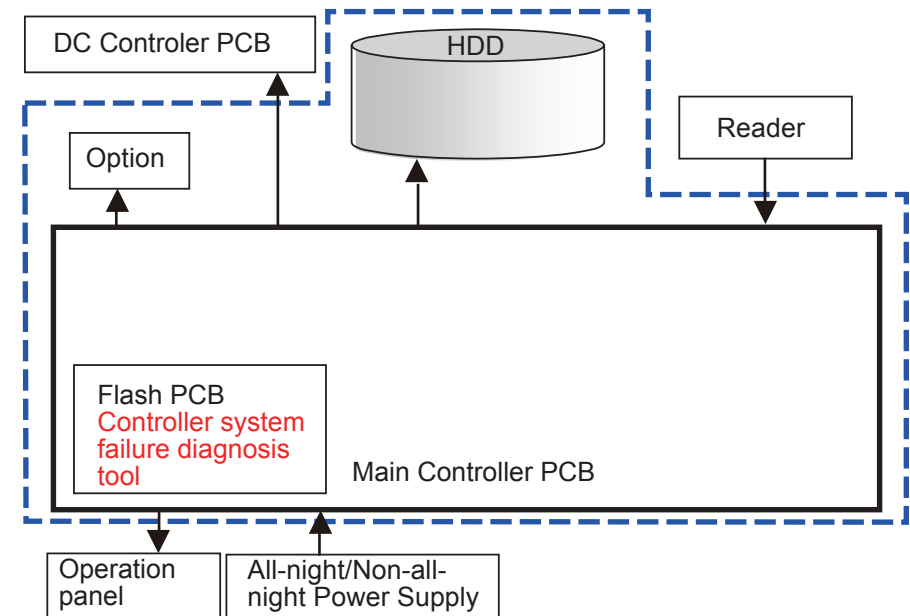 DC Controler PCB
HDD
Reader
Option
Flash PCB
Controller system
failure diagnosis
tool
Main Controller PCB
Operation
panel
All-night/Non-all-
night Power Supply